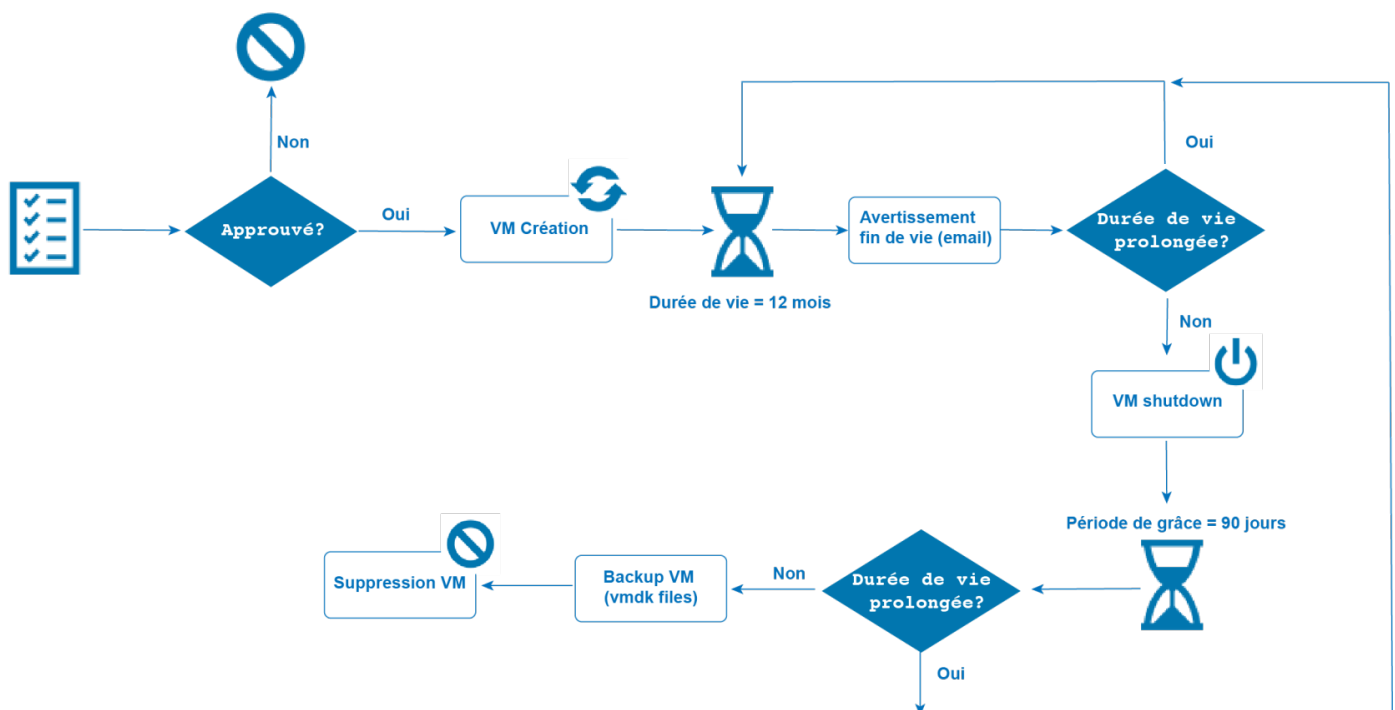 Non
Oui
Approuvé?
Oui
VM Création
Avertissement
fin de vie (email)
Durée de vie
prolongée?
Durée de vie = 12 mois
Non
VM shutdown
Période de grâce = 90 jours
Suppression VM
Backup VM
(vmdk files)
Non
Durée de vie
prolongée?
Oui